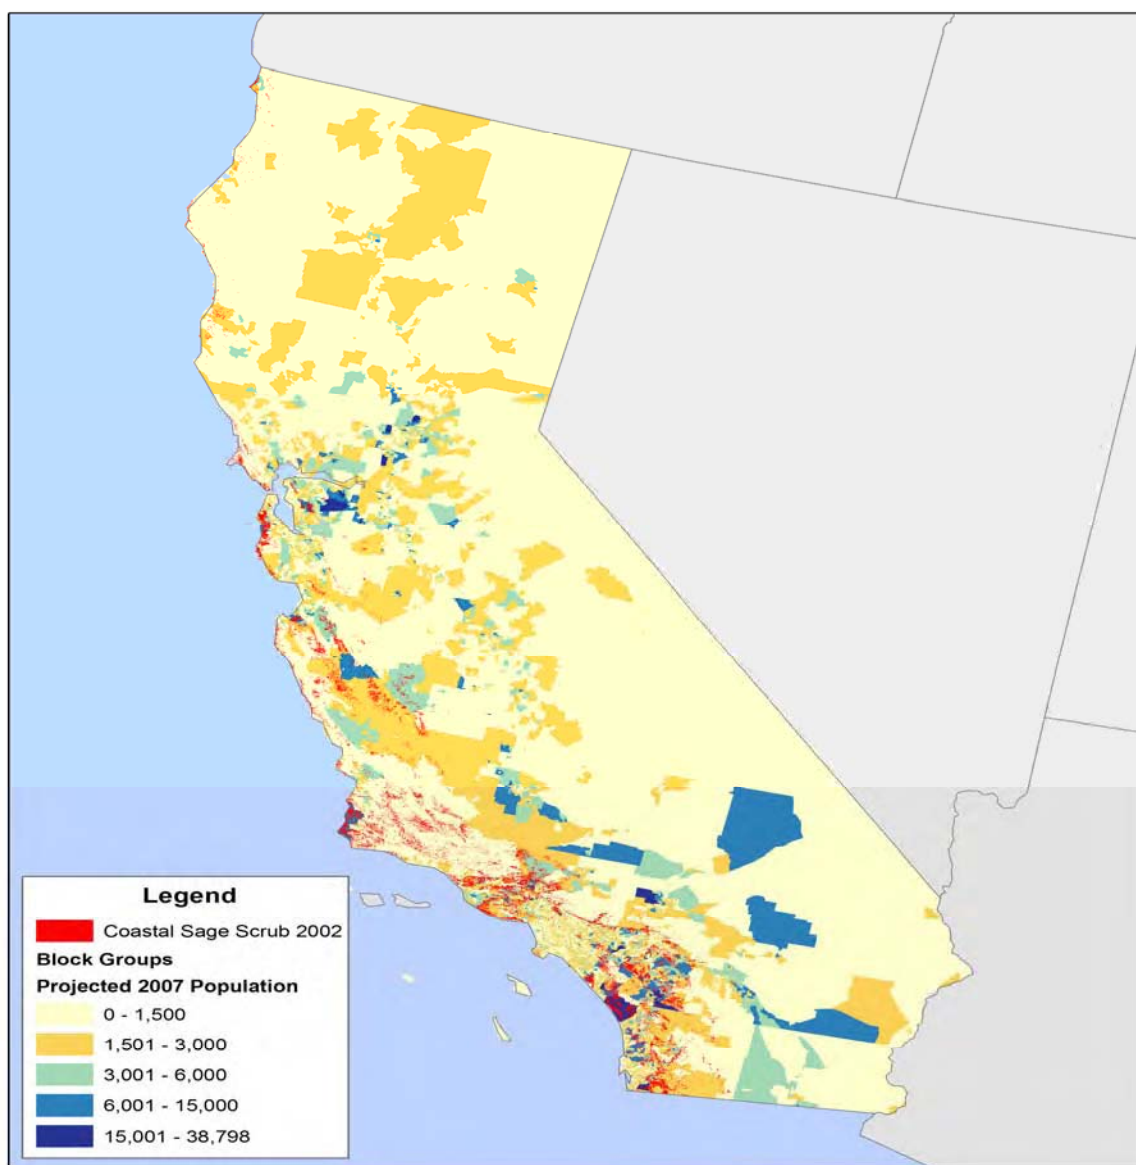 Legend
Coastal Sage Scrub 2002
Block Groups
Projected 2007 Population
0 - 1,500
1,501 - 3,000
3,001 - 6,000
6,001 - 15,000
15,001 - 38,798